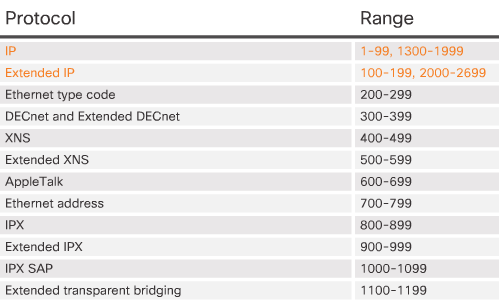 Protocol Range
IP 1-99, 1300-1999
Extended IP 100-199, 2000-2699
Ethernet type code 200-299
DECnet and Extended DECnet 300-399
XNS 400-499
Extended XNS 500-599
AppleTalk 600-699
Ethernet address 700-799
IPX 800-899
Extended IPX 900-999
IPX SAP 1000-1099
Extended transparent bridging 1100-1199